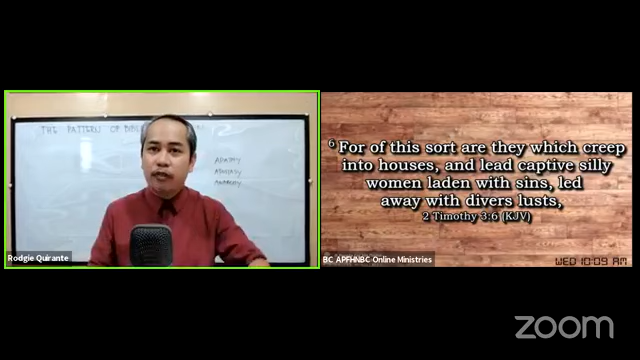 THE PATTERN OF BIBL
Rodgie Quirante
6 For of this sort are they which creep
into houses, and lead captive silly
women laden with sins, led
away with divers lusts,
2 Timothy 3:6 (KJV)
BC APFHNBC Online Ministries
WED 10:09 AM
zoom